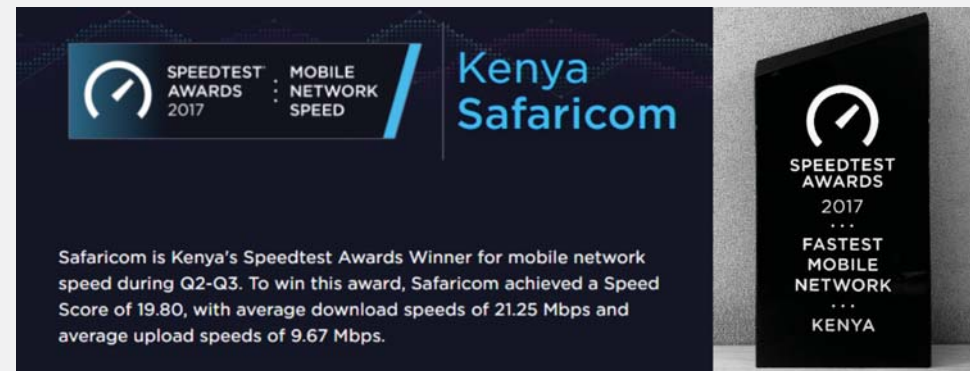 SPEEDTEST
AWARDS
2017
MOBILE
NETWORK
SPEED
Kenya
Safaricom
Safaricom is Kenya's Speedtest Awards Winner for mobile network
speed during Q2-Q3. To win this award, Safaricom achieved a Speed
Score of 19.80, with average download speeds of 21.25 Mbps and
average upload speeds of 9.67 Mbps.
SPEEDTEST
AWARDS
2017
...
FASTEST
MOBILE
NETWORK
...
KENYA